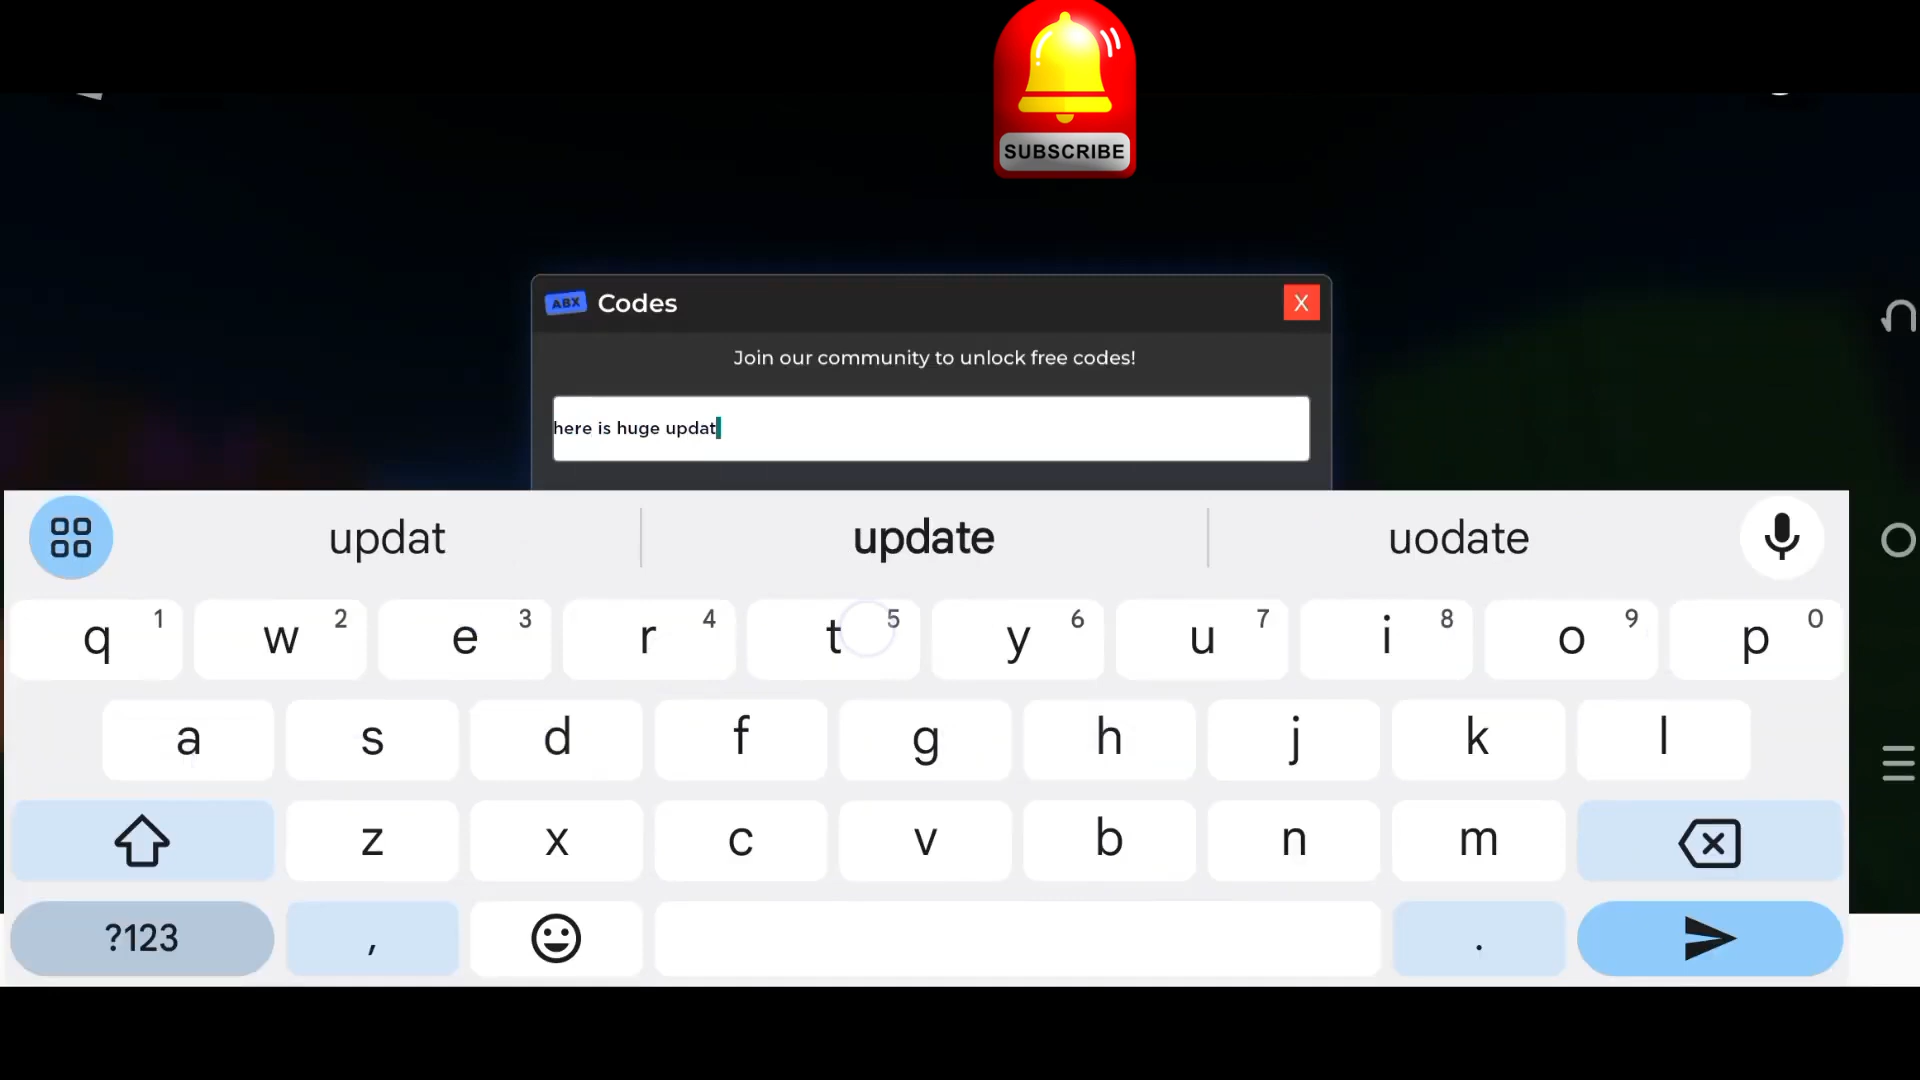 SUBSCRIBE
ABX Codes X
Join our community to unlock free codes!
here is huge updat
updat update uodate
q 1 w 2 e 3 r 4 t 5 y 6 u 7 i 8 o 9 p 0
a s d f g h j k l
z x c v b n m
?123 , .